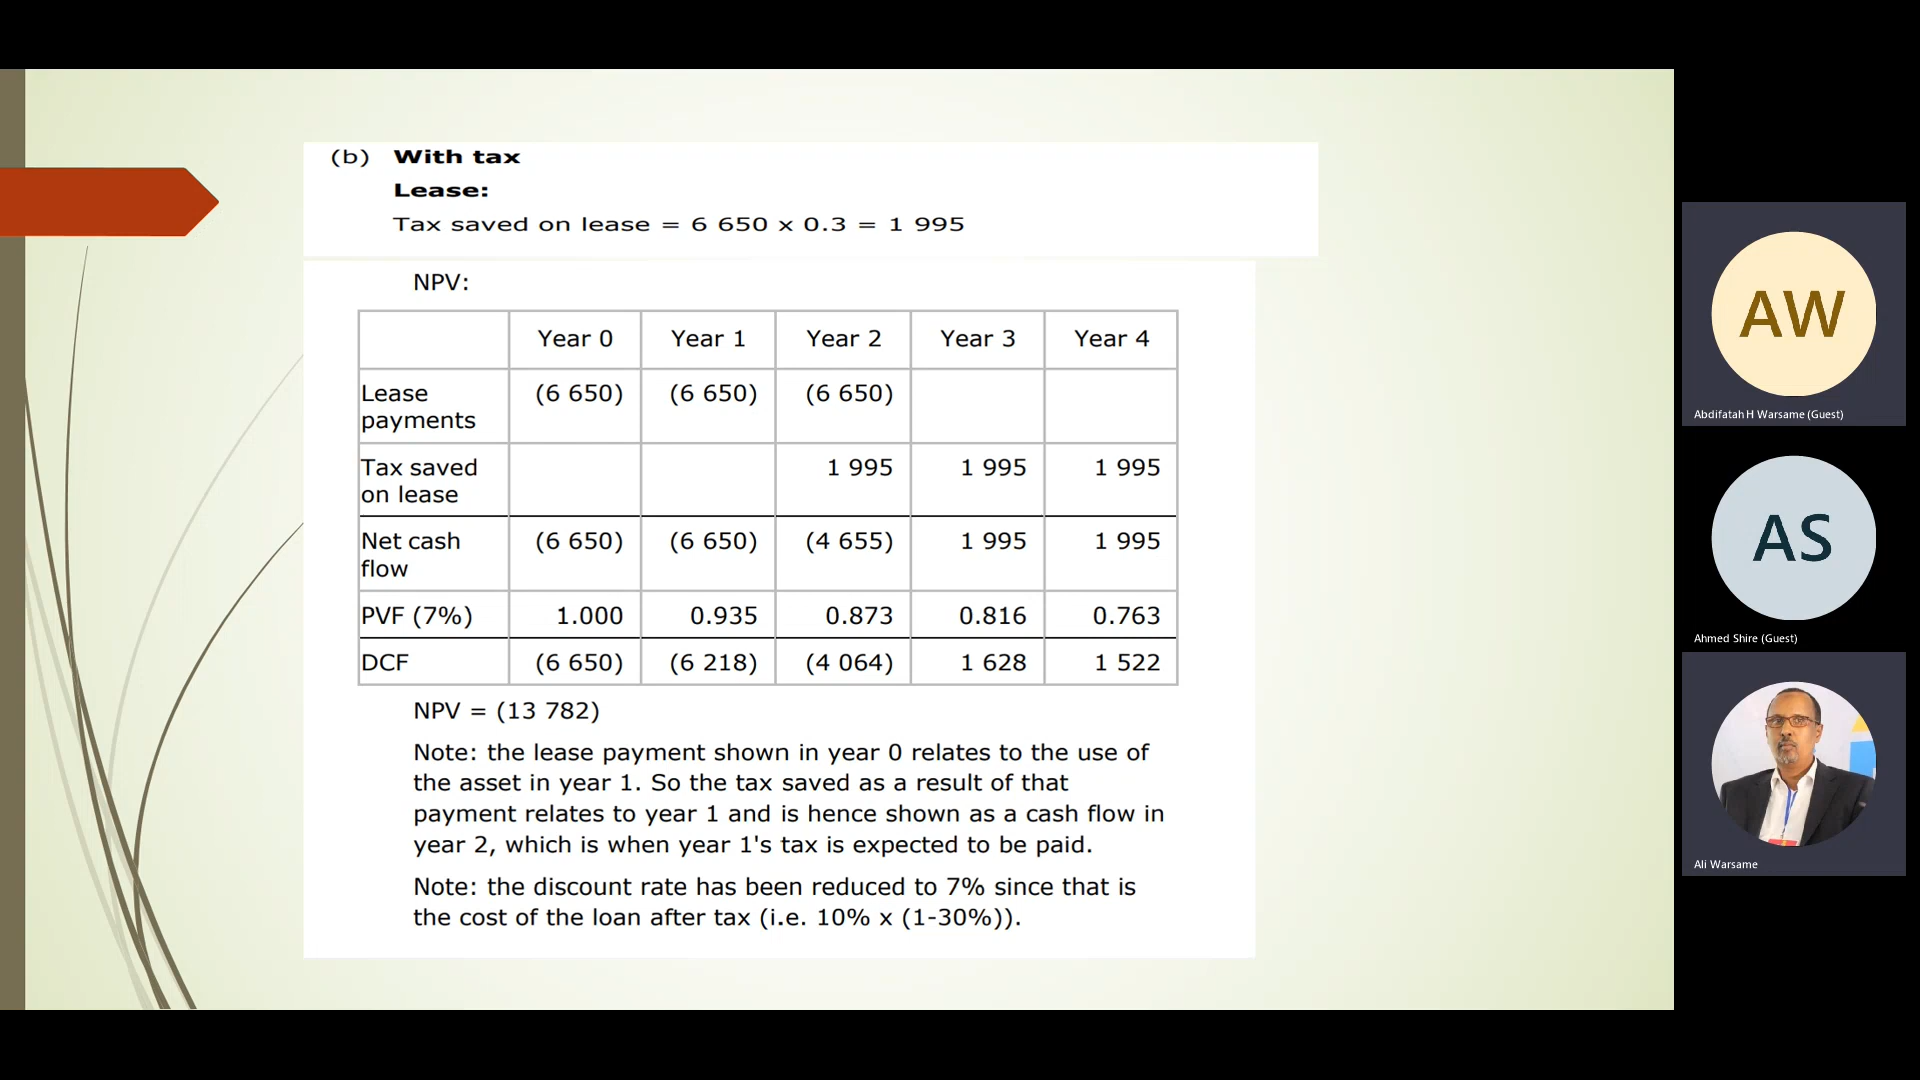 (b) With tax
Lease:
Tax saved on lease = 6 650 x 0.3 = 1 995
NPV:
Year 0 Year 1 Year 2 Year 3 Year 4
Lease payments (6 650) (6 650) (6 650)
Tax saved on lease 1 995 1 995 1 995
Net cash flow (6 650) (6 650) (4 655) 1 995 1 995
PVF (7%) 1.000 0.935 0.873 0.816 0.763
DCF (6 650) (6 218) (4 064) 1 628 1 522
NPV = (13 782)
Note: the lease payment shown in year 0 relates to the use of
the asset in year 1. So the tax saved as a result of that
payment relates to year 1 and is hence shown as a cash flow in
year 2, which is when year 1's tax is expected to be paid.
Note: the discount rate has been reduced to 7% since that is
the cost of the loan after tax (i.e. 10% x (1-30%)).
AW
Abdifatah H Warsame (Guest)
AS
Ahmed Shire (Guest)
Ali Warsame